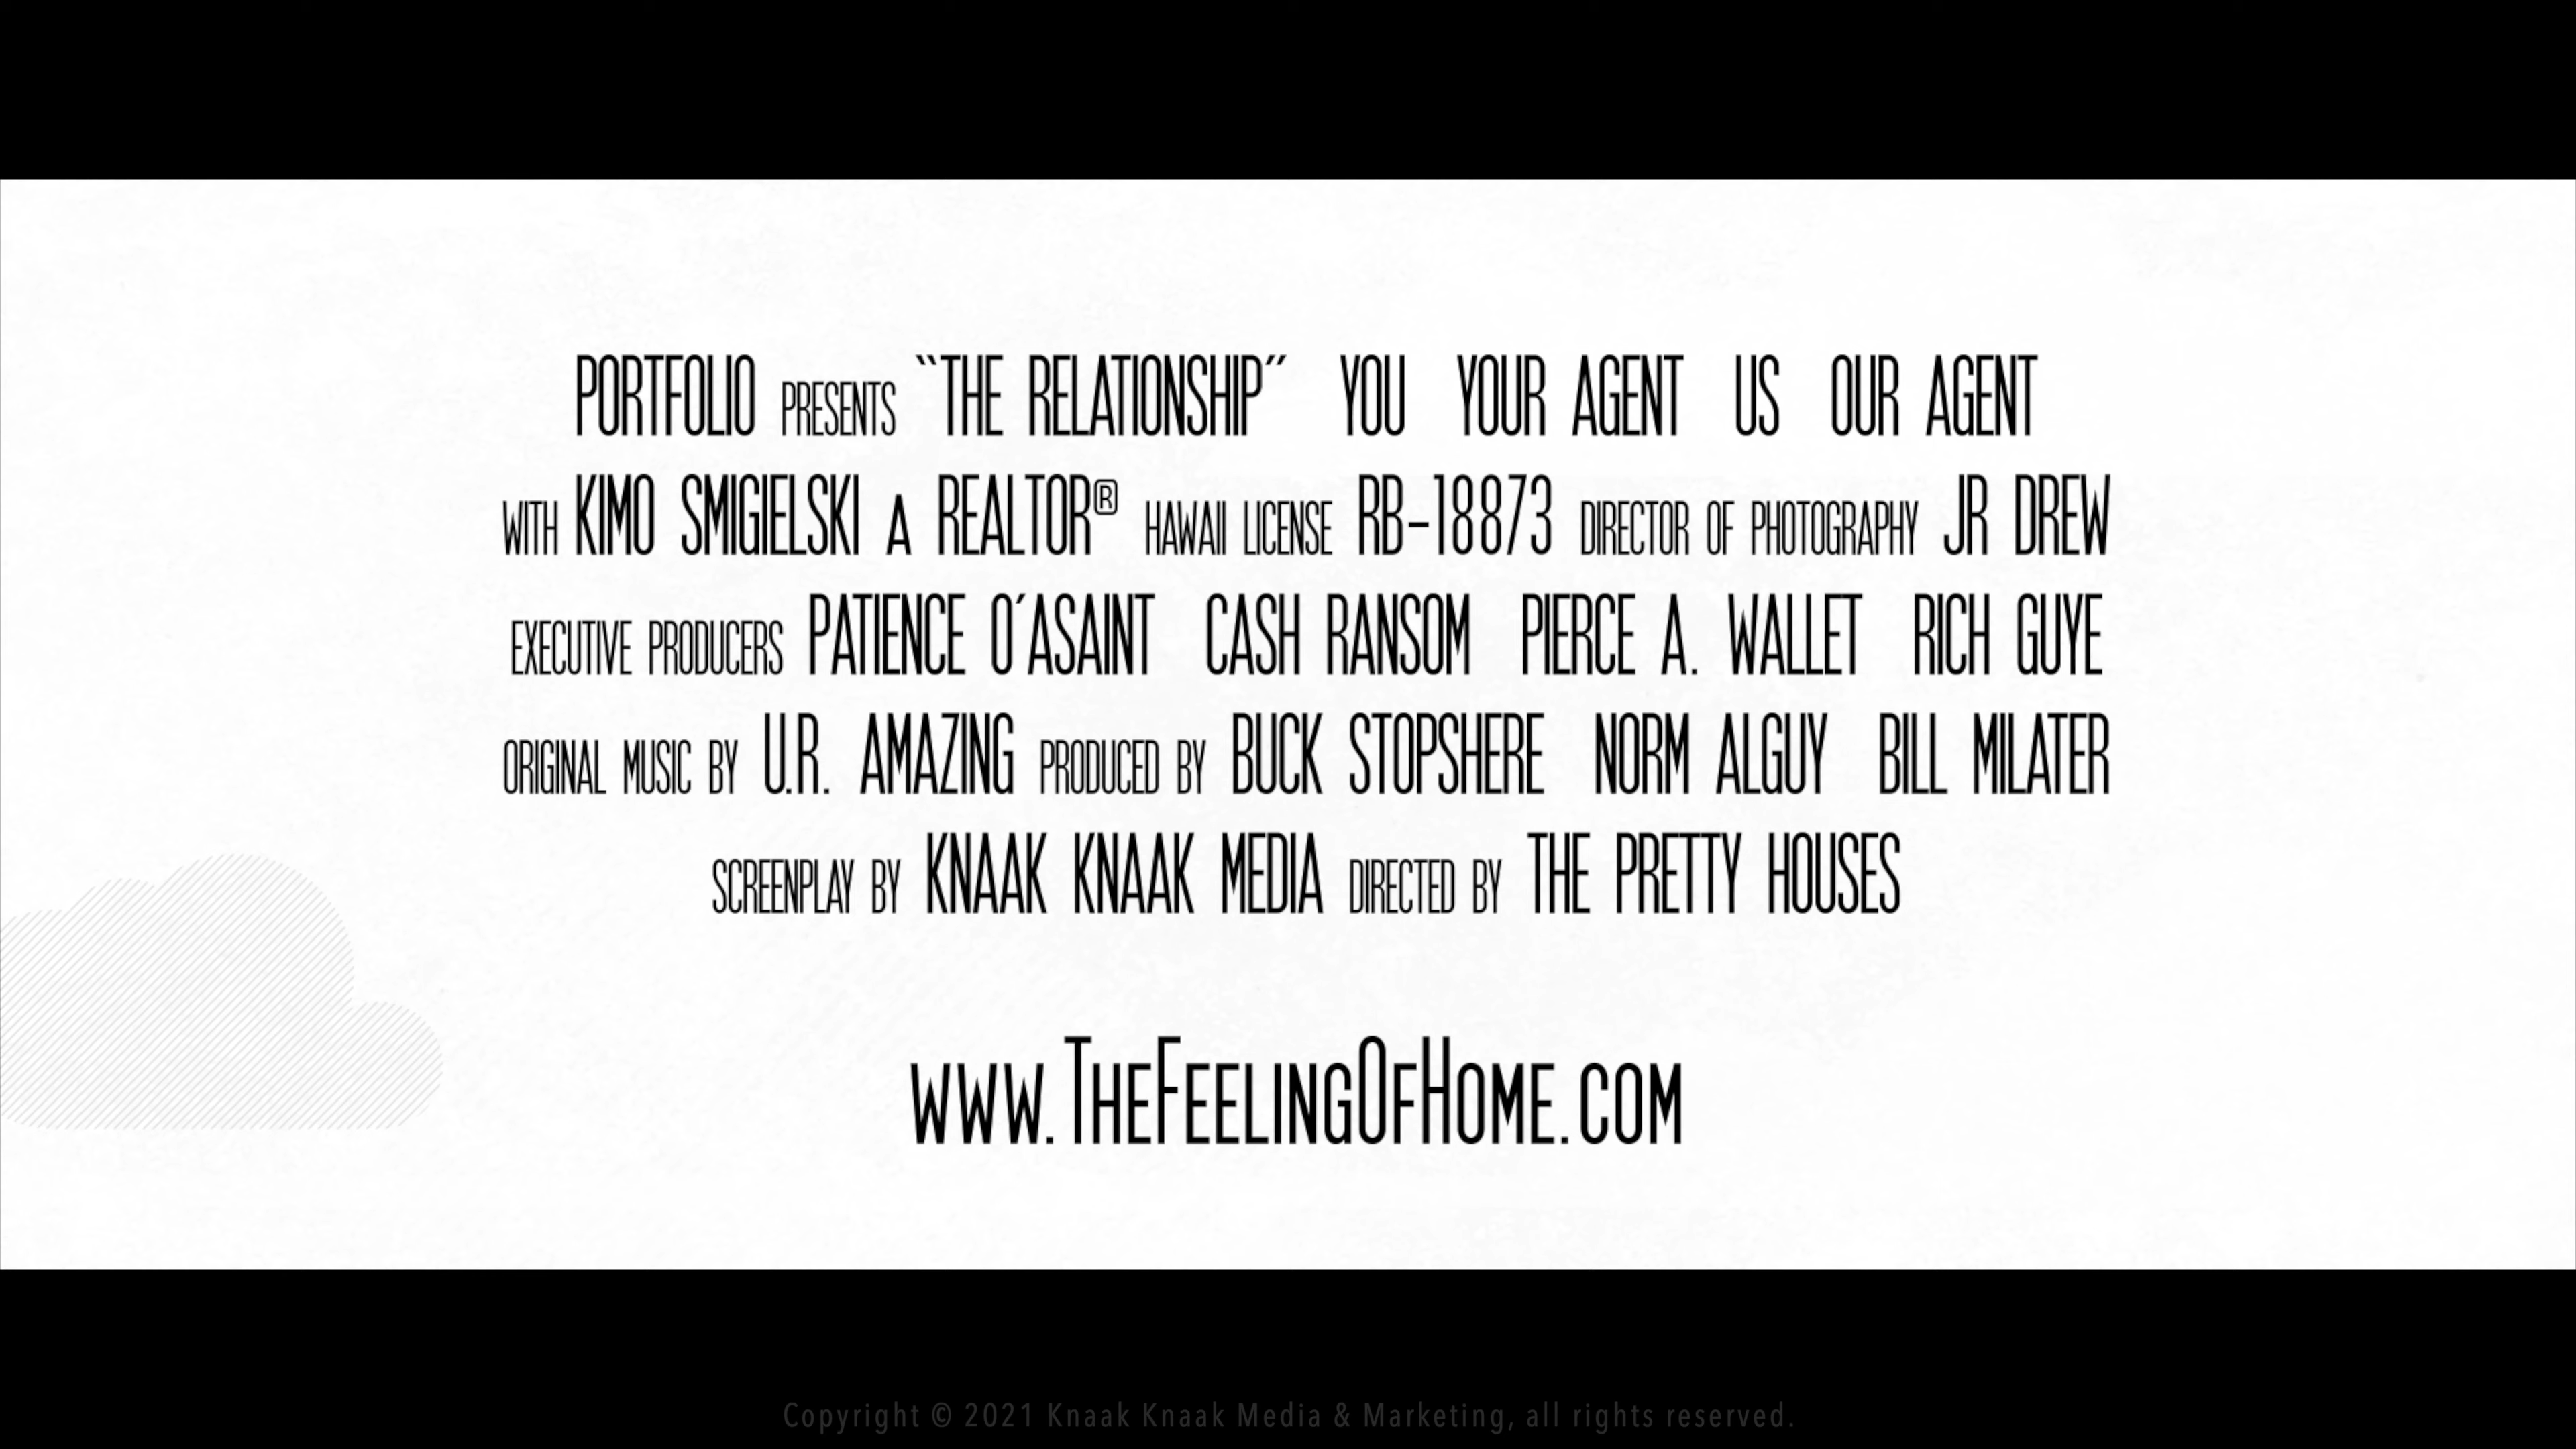 PORTFOLIO PRESENTS “THE RELATIONSHIP” YOU YOUR AGENT US OUR AGENT
WITH KIMO SMIGIELSKI A REALTOR® HAWAII LICENSE RB-18873 DIRECTOR OF PHOTOGRAPHY JR DREW
EXECUTIVE PRODUCERS PATIENCE O'ASAINT CASH RANSOM PIERCE A. WALLET RICH GUYE
ORIGINAL MUSIC BY U.R. AMAZING PRODUCED BY BUCK STOPSHERE NORM ALGUY BILL MILATER
SCREENPLAY BY KNAAK KNAAK MEDIA DIRECTED BY THE PRETTY HOUSES
WWW.THEFEELINGOFHOME.COM
Copyright © 2021 Knaak Knaak Media & Marketing, all rights reserved.